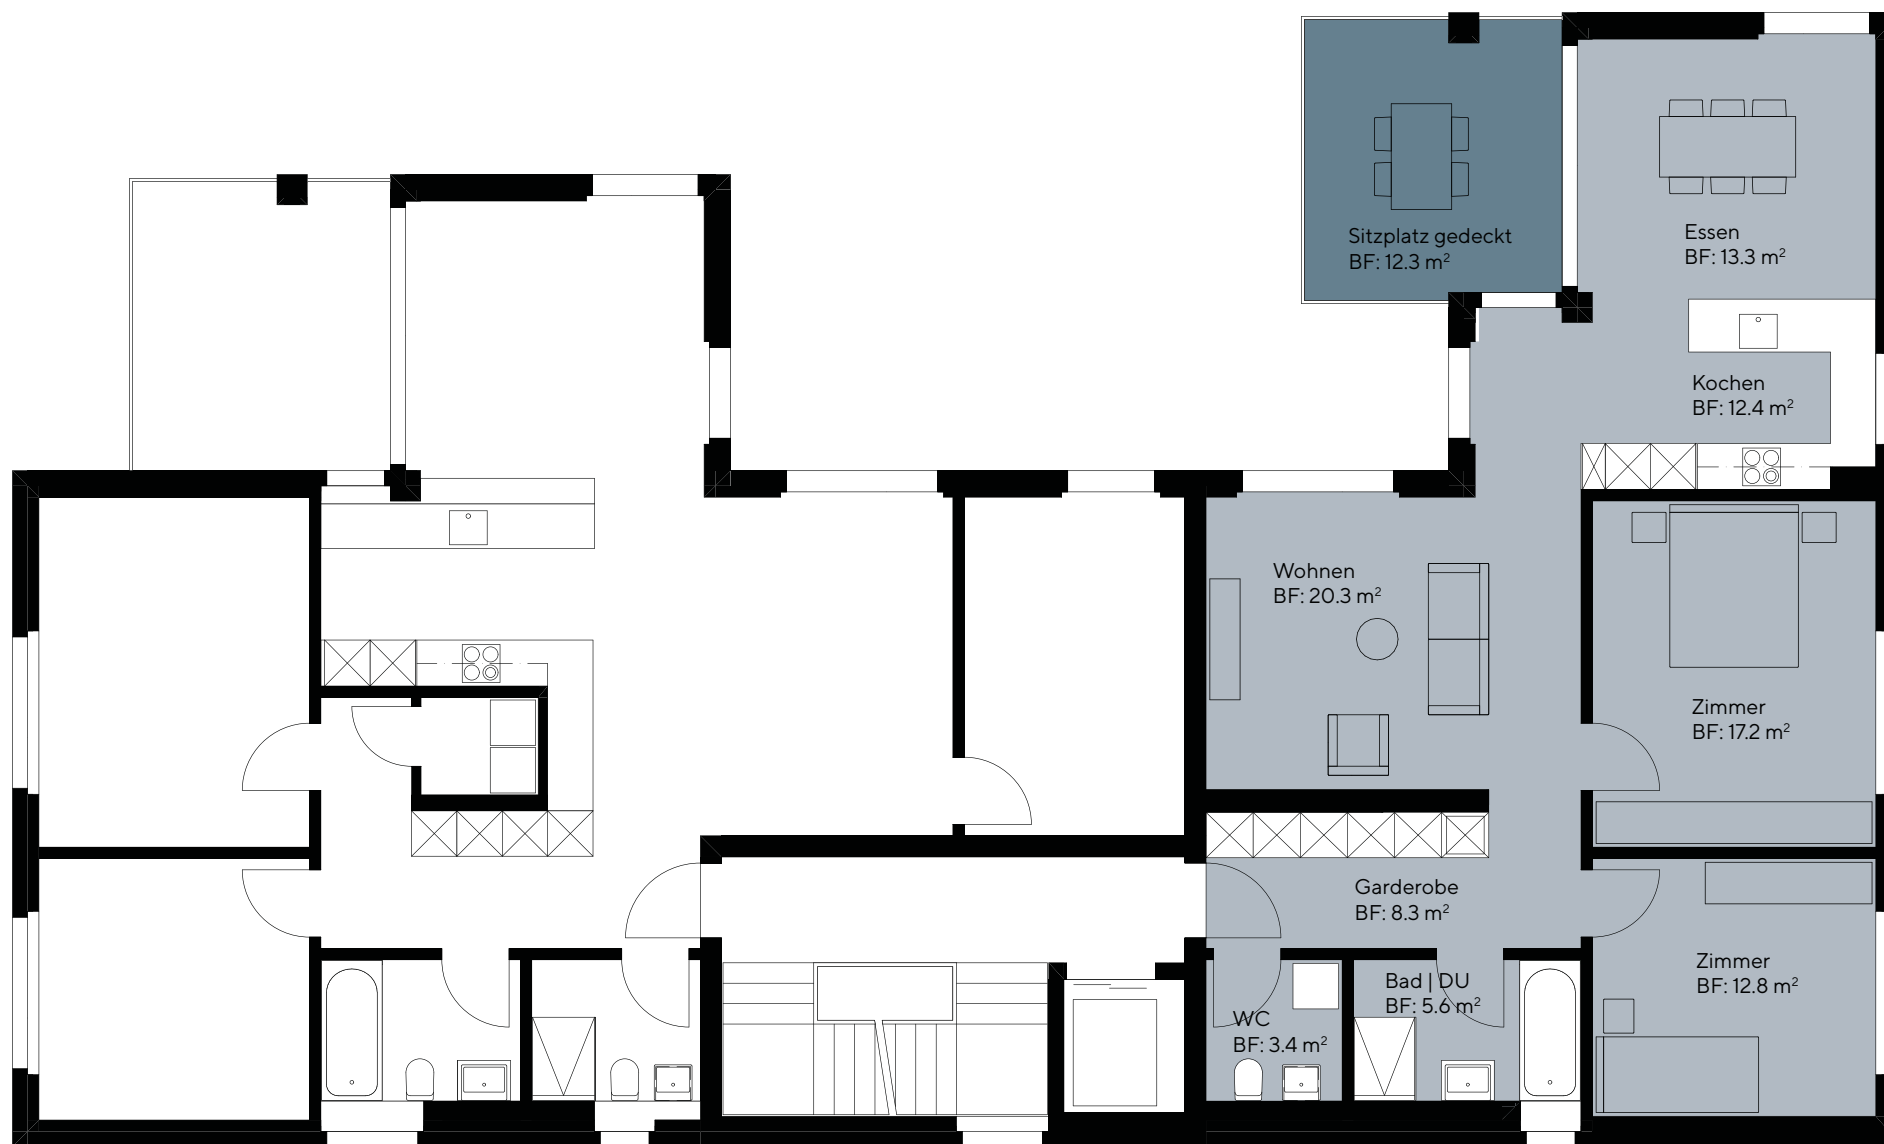 Sitzplatz gedeckt
BF: 12.3 m²
Essen
BF: 13.3 m²
Kochen
BF: 12.4 m²
Wohnen
BF: 20.3 m²
Zimmer
BF: 17.2 m²
Garderobe
BF: 8.3 m²
Zimmer
BF: 12.8 m²
Bad | DU
BF: 5.6 m²
WC
BF: 3.4 m²